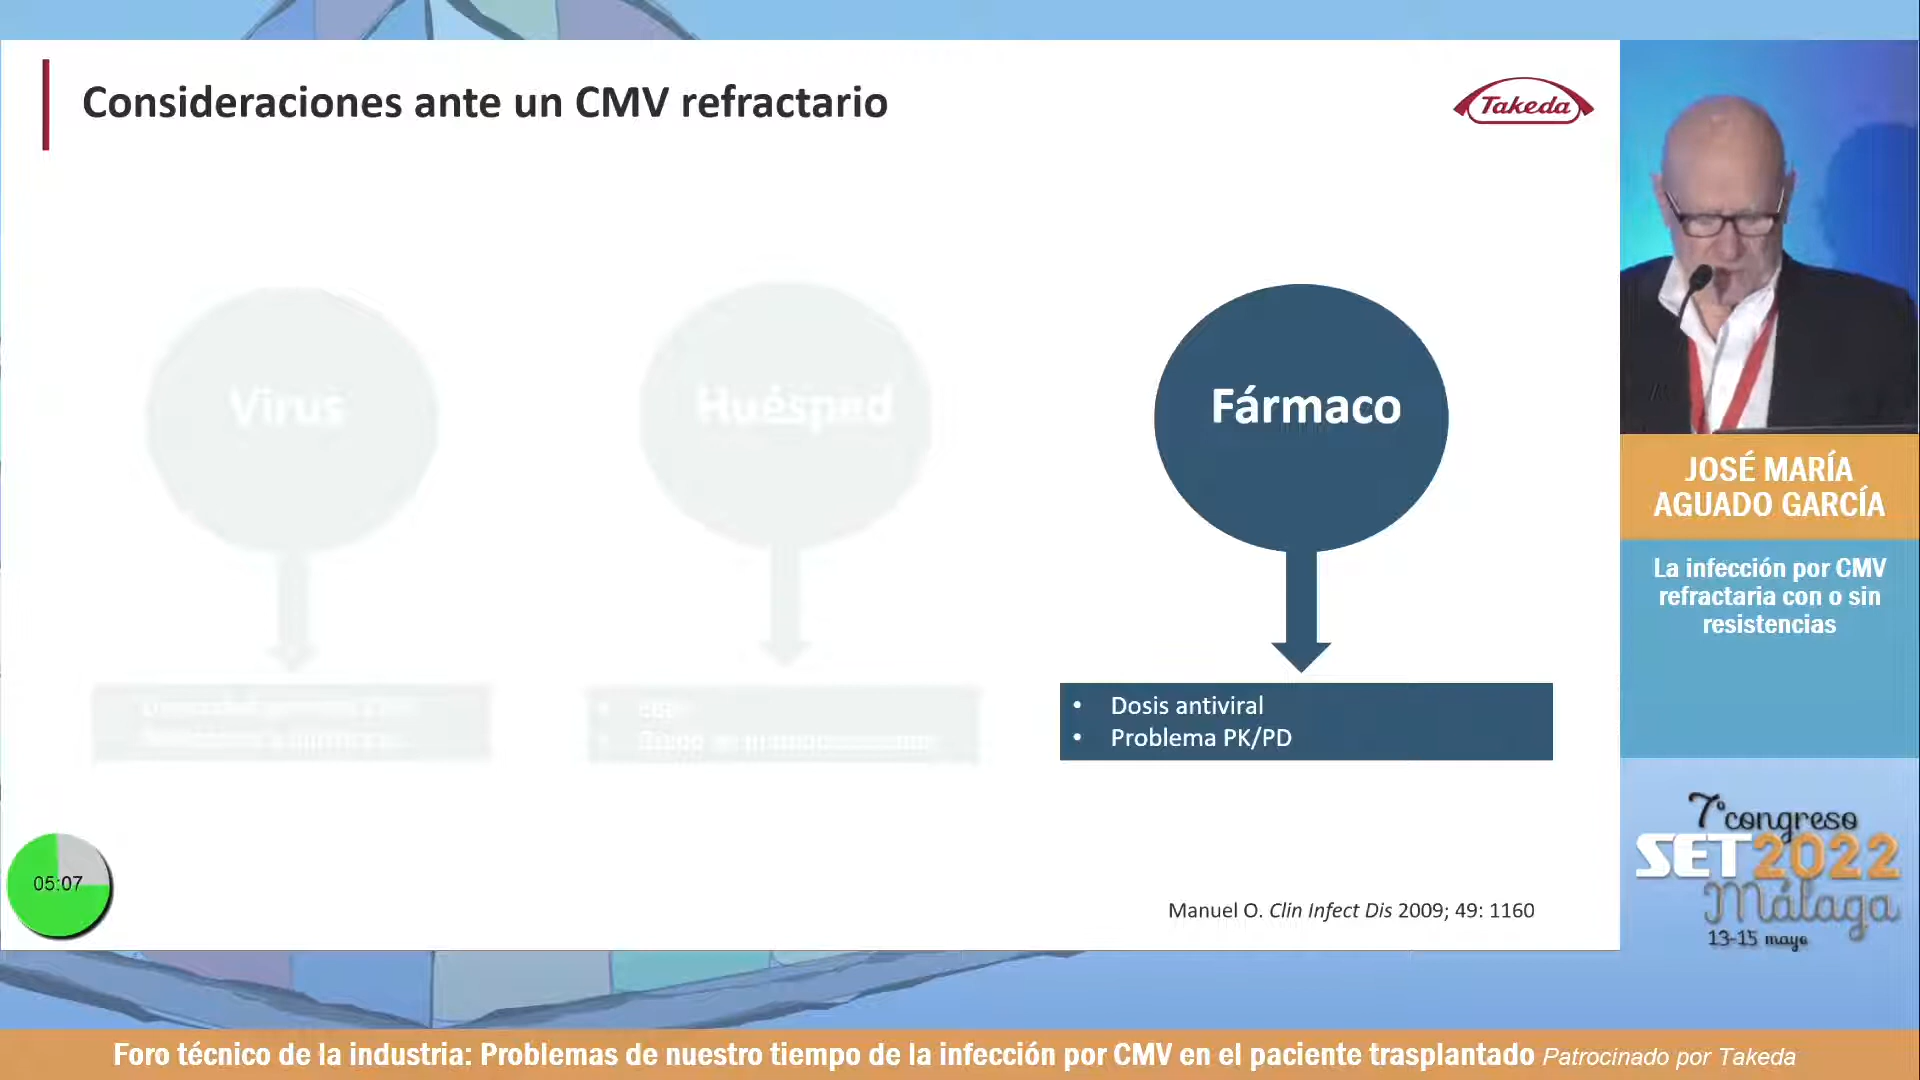 Consideraciones ante un CMV refractario
Takeda
Virus
Huésped
Fármaco
• Dosis antiviral
• Problema PK/PD
05:07
Manuel O. Clin Infect Dis 2009; 49: 1160
JOSÉ MARÍA
AGUADO GARCÍA
La infección por CMV
refractaria con o sin
resistencias
7º congreso
SET2022
Málaga
13-15 mayo
Foro técnico de la industria: Problemas de nuestro tiempo de la infección por CMV en el paciente trasplantado Patrocinado por Takeda